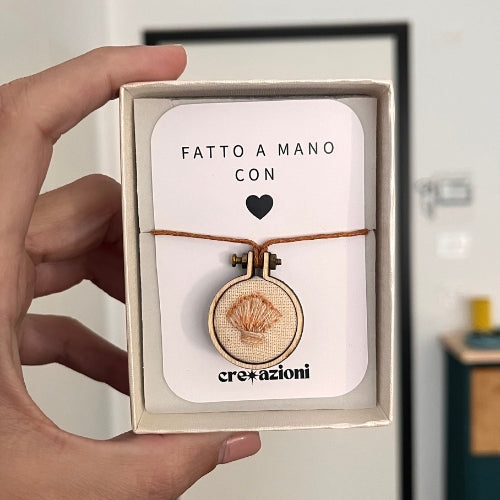 FATTO A MANO
CON
cre★azioni